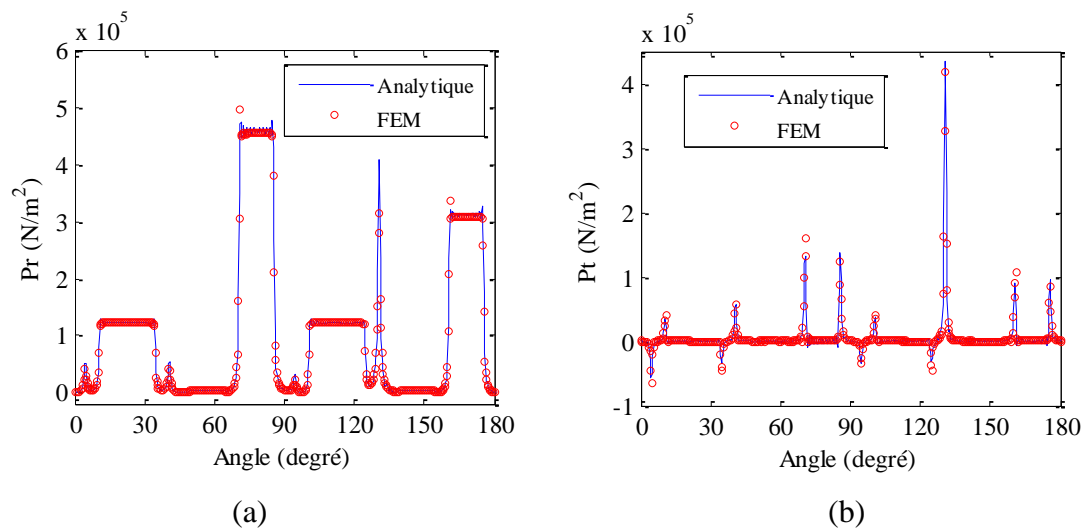 x 10^5
6
5
4
3
2
1
0
Pr (N/m^2)
0 30 60 90 120 150 180
Angle (degré)
Analytique
FEM
(a)
x 10^5
4
3
2
1
0
-1
Pt (N/m^2)
0 30 60 90 120 150 180
Angle (degré)
Analytique
FEM
(b)